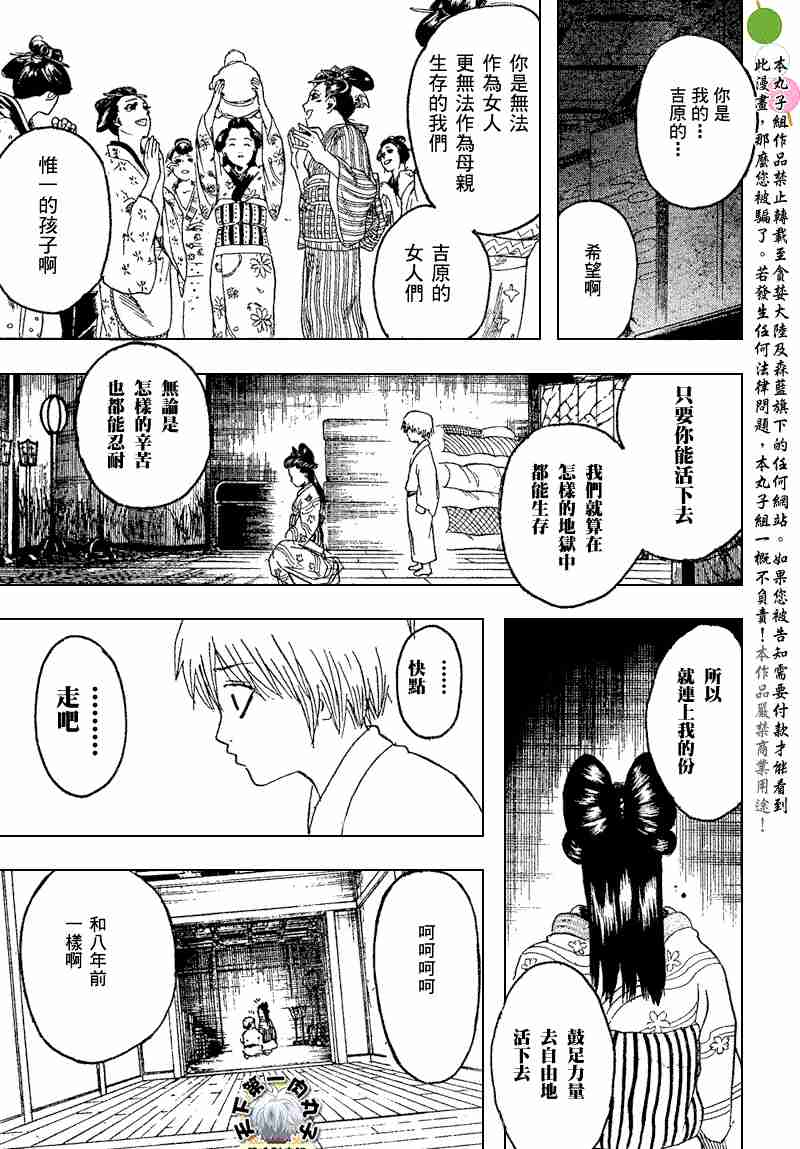 你是
我的…
吉原的…
希望啊
你是無法
作為女人
更無法作為母親
生存的我們
吉原的
女人們
惟一的孩子啊
只要你能活下去
我們就算在
怎樣的地獄中
都能生存
無論是
怎樣的辛苦
也都能忍耐
所以
就連上我的份
鼓足力量
去自由地
活下去
……
快點
………
走吧
呵呵呵呵
和八年前
一樣啊
本丸子組作品禁止轉載至貪婪大陸及森藍旗下的任何網站。如果您被告知需要付款才能看到
此漫畫，那麼您被騙了。若發生任何法律問題，本丸子組一概不負責！本作品嚴禁商業用途！
天下第一肉丸子